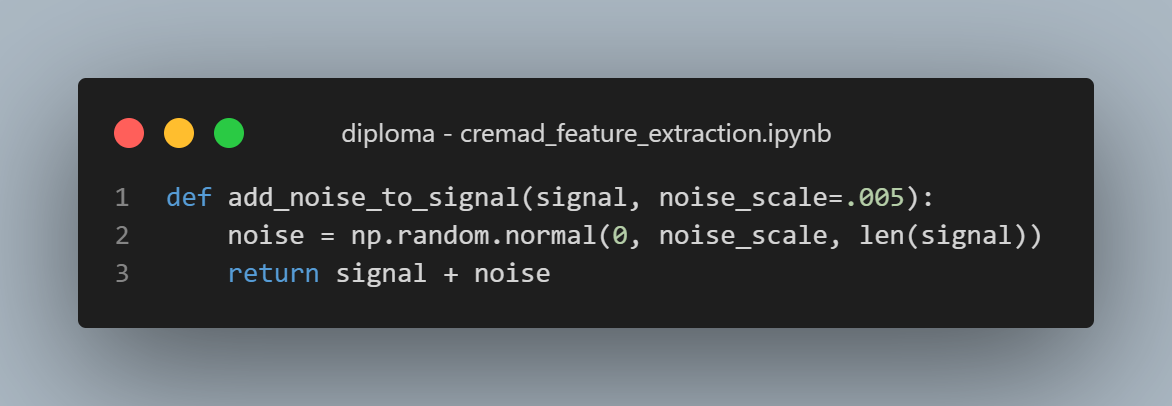 diploma - cremad_feature_extraction.ipynb
1 def add_noise_to_signal(signal, noise_scale=.005):
2     noise = np.random.normal(0, noise_scale, len(signal))
3     return signal + noise